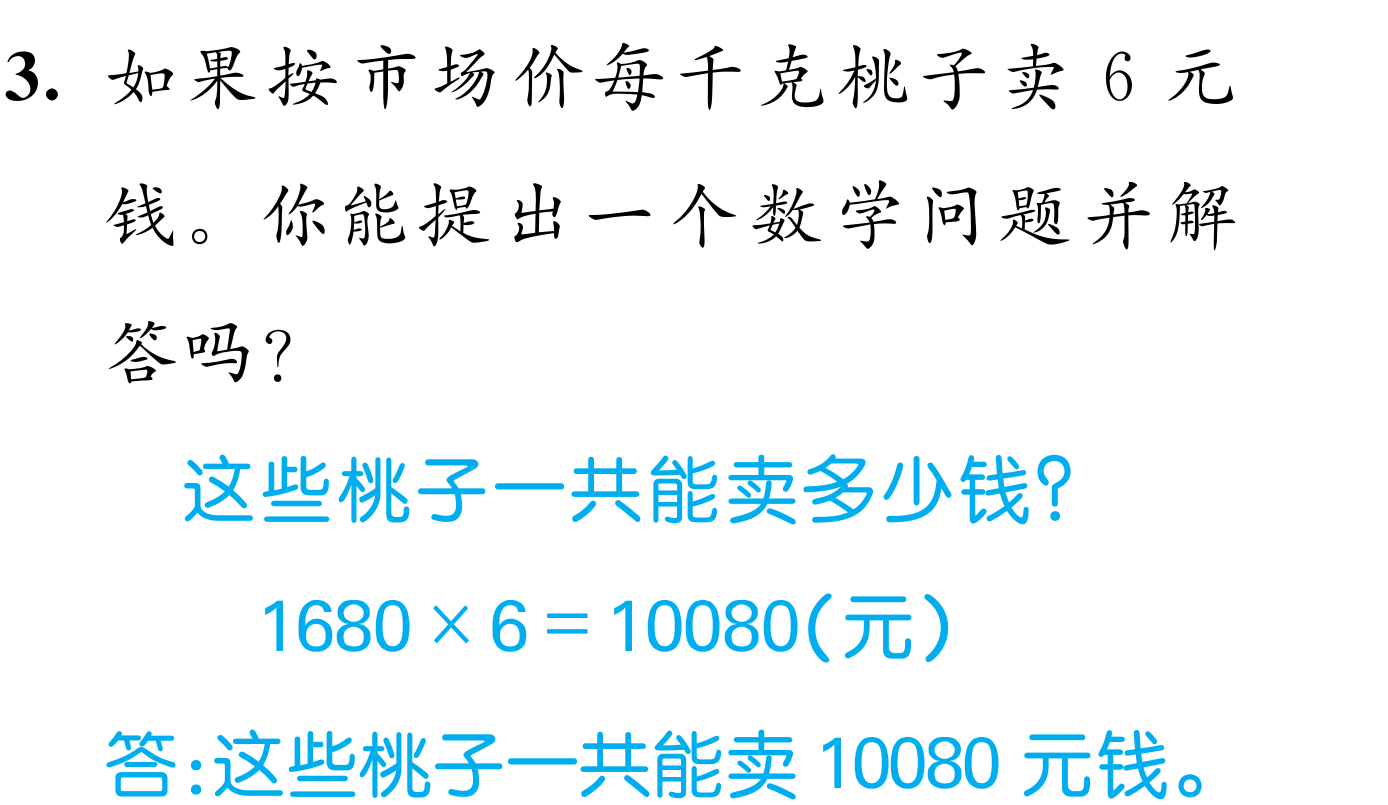 3. 如果按市场价每千克桃子卖 6 元
钱。你能提出一个数学问题并解
答吗?
这些桃子一共能卖多少钱?
1680 × 6 = 10080(元)
答:这些桃子一共能卖 10080 元钱。